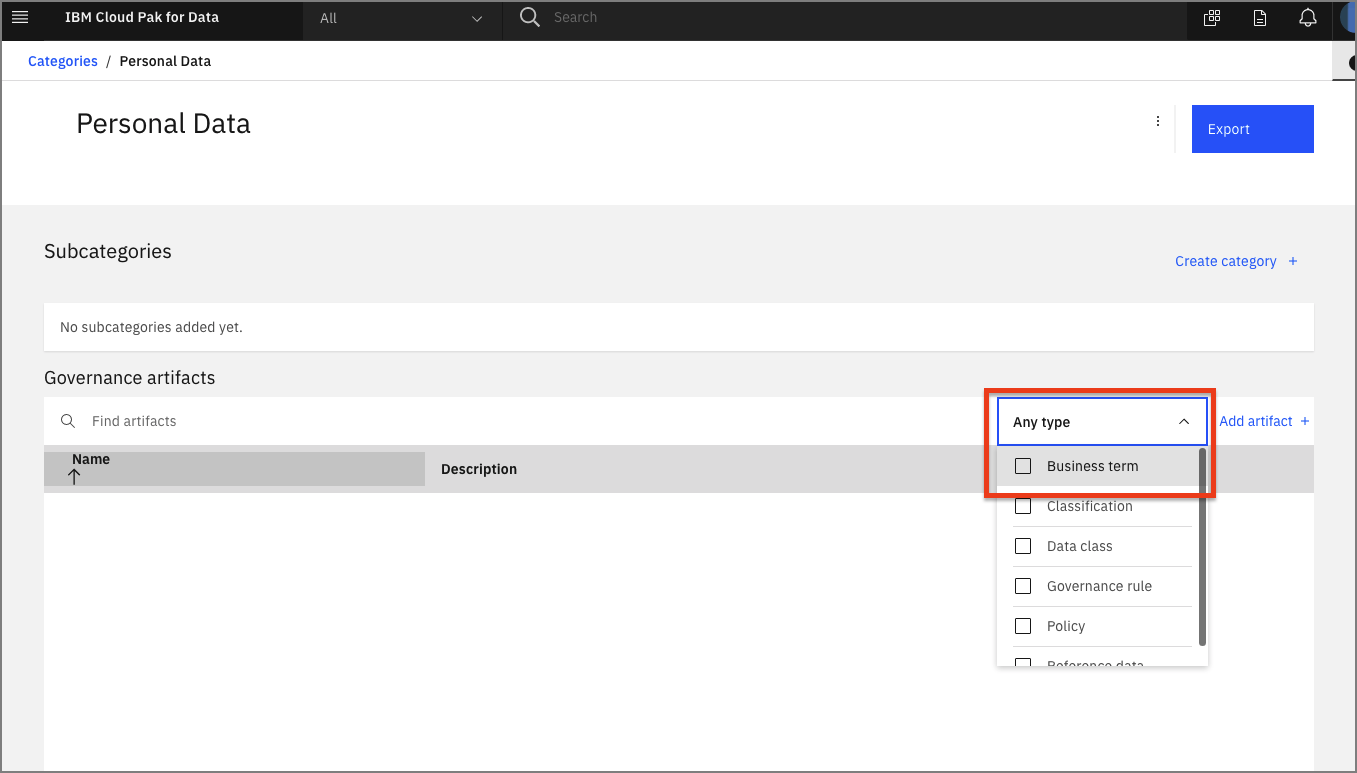 IBM Cloud Pak for Data
All
Search
Categories / Personal Data
Personal Data
Export
Subcategories
Create category +
No subcategories added yet.
Governance artifacts
Find artifacts
Any type
Add artifact +
Name
Description
Business term
Classification
Data class
Governance rule
Policy
Reference data